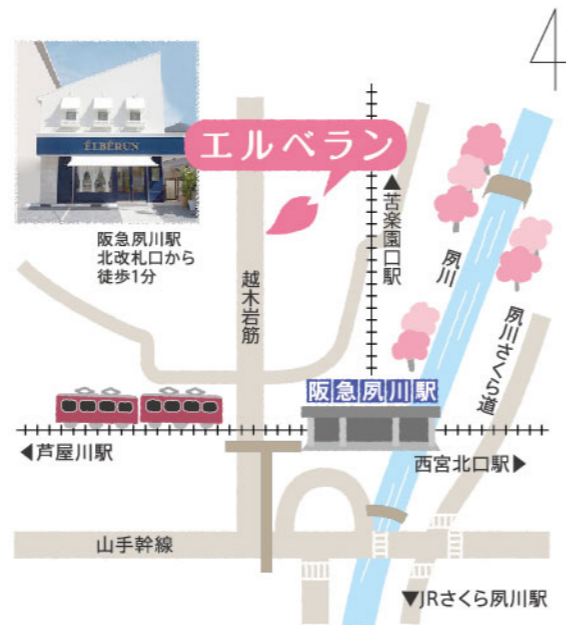 4
ÉLBÉRUN
エルベラン
阪急夙川駅
北改札口から
徒歩1分
▲苦楽園口駅
夙川
夙川さくら道
越木岩筋
阪急夙川駅
◀芦屋川駅
西宮北口駅▶
山手幹線
▼JRさくら夙川駅